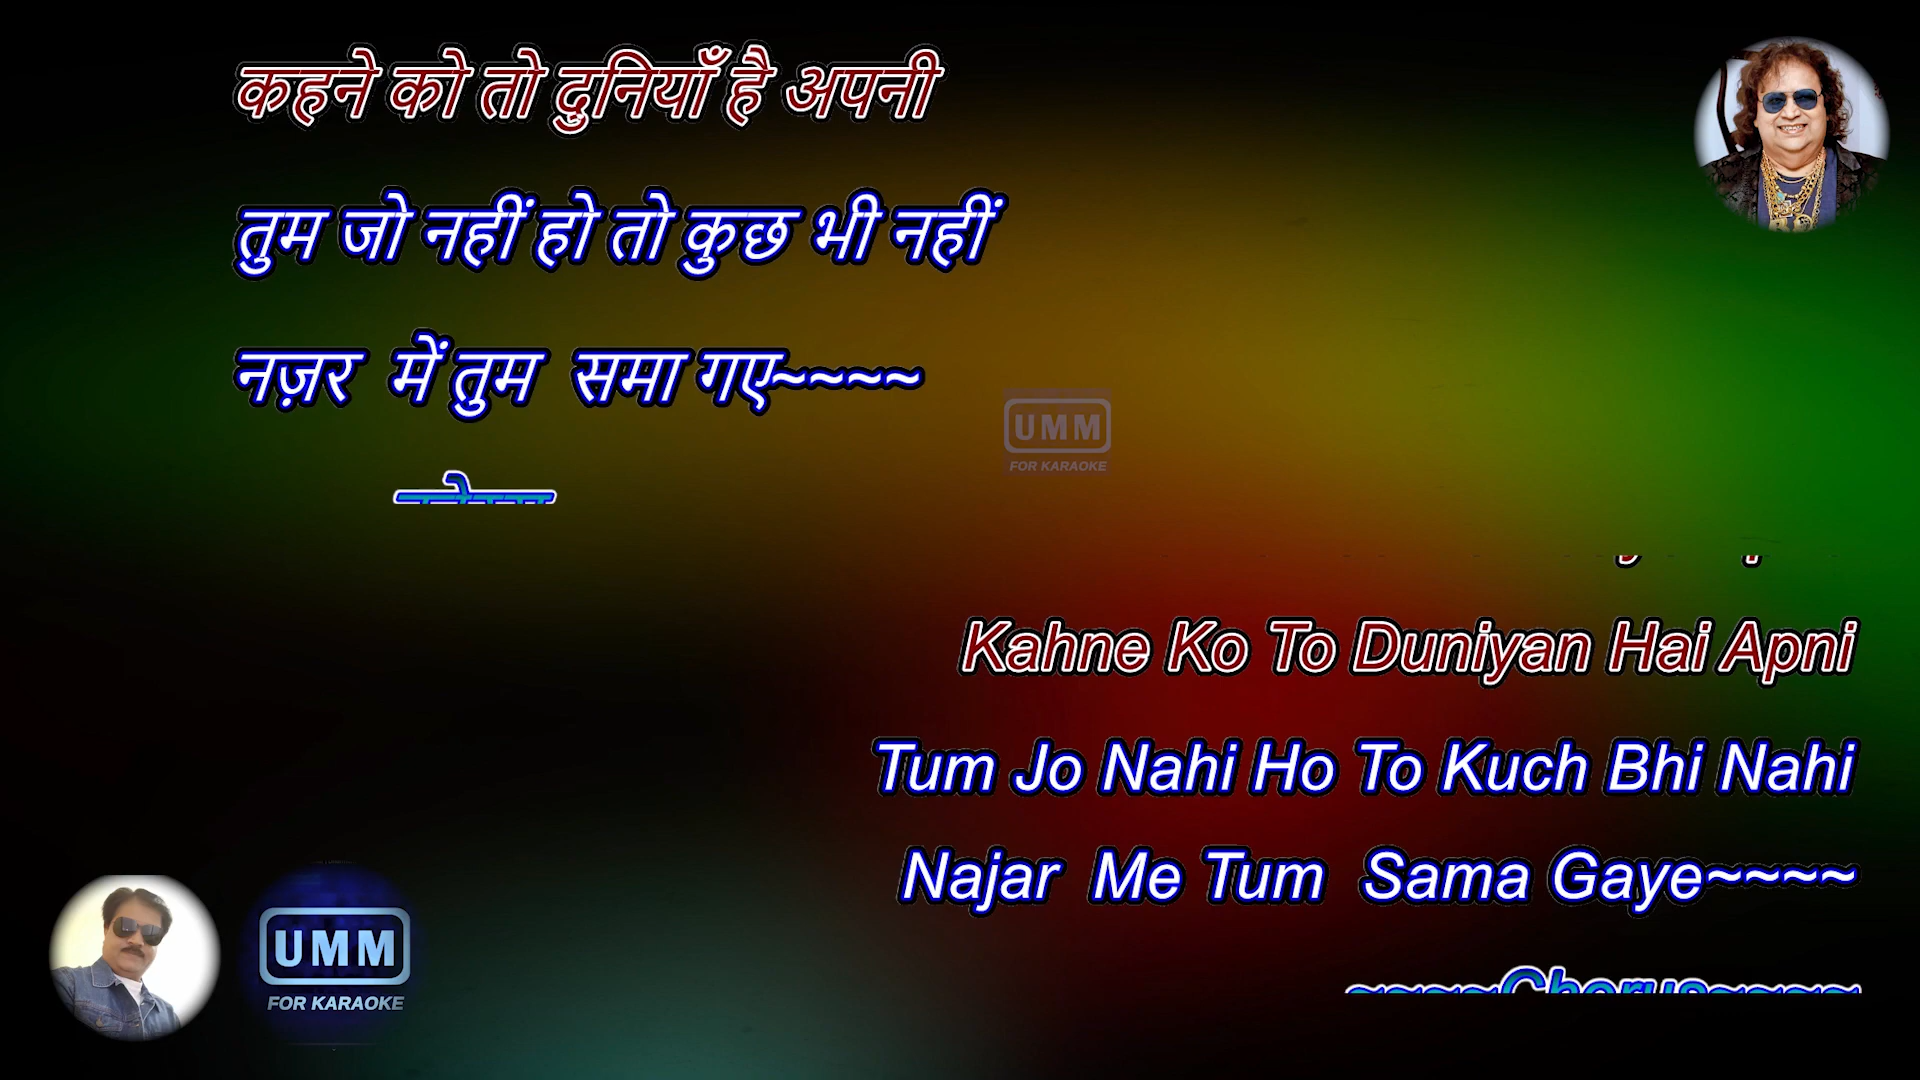 कहने को तो दुनियाँ है अपनी
तुम जो नहीं हो तो कुछ भी नहीं
नज़र में तुम समा गए~~~~
UMM
FOR KARAOKE
Kahne Ko To Duniyan Hai Apni
Tum Jo Nahi Ho To Kuch Bhi Nahi
Najar Me Tum Sama Gaye~~~~
~~~~Chorus~~~~
UMM
FOR KARAOKE